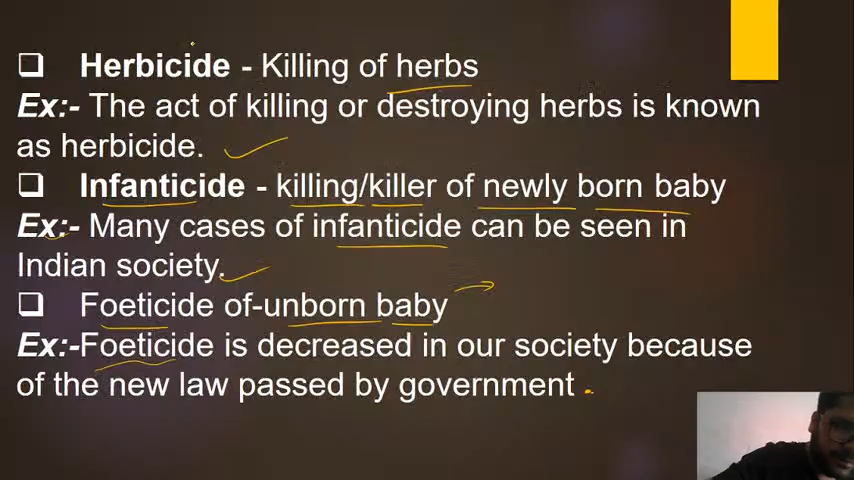 ❑ Herbicide - Killing of herbs
Ex:- The act of killing or destroying herbs is known
as herbicide.
❑ Infanticide - killing/killer of newly born baby
Ex:- Many cases of infanticide can be seen in
Indian society.
❑ Foeticide of-unborn baby
Ex:-Foeticide is decreased in our society because
of the new law passed by government